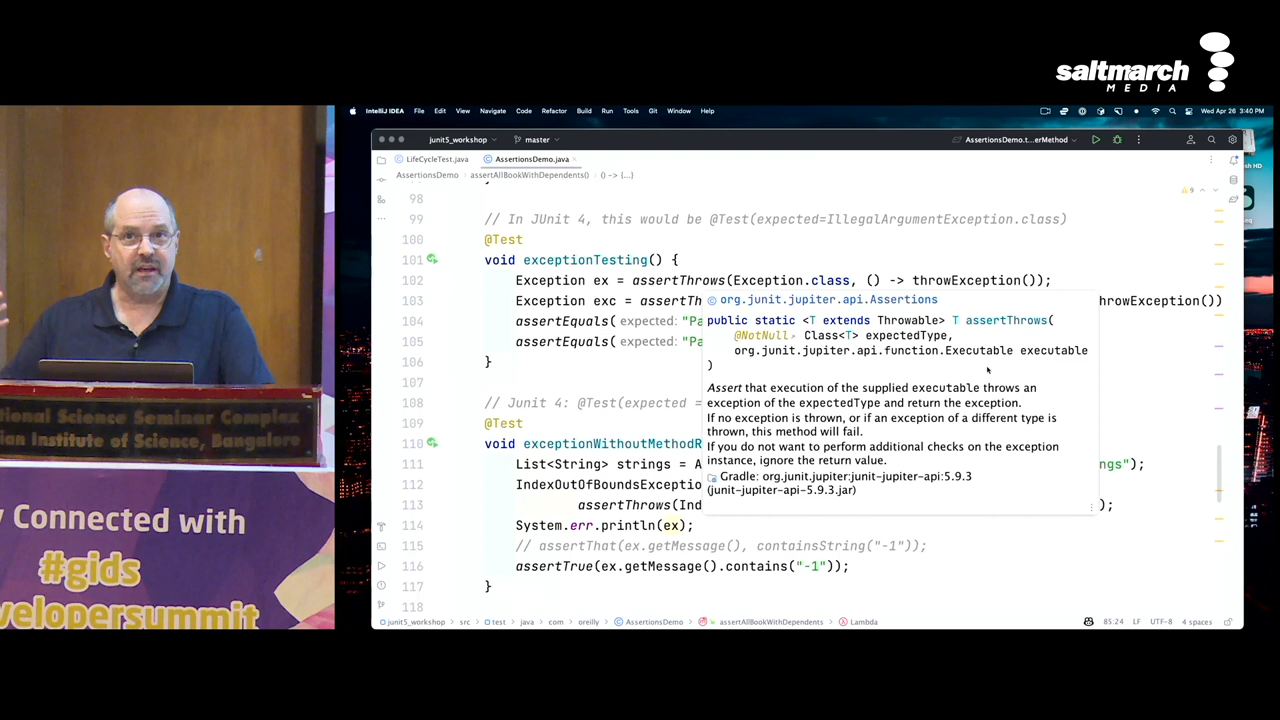 saltmarch
MEDIA
IntelliJ IDEA File Edit View Navigate Code Refactor Build Run Tools Git Window Help Wed Apr 26 3:40 PM
junit5_workshop master AssertionsDemo.t...erMethod
LifeCycleTest.java AssertionsDemo.java
AssertionsDemo assertAllBookWithDependents() () -> {...}
98
99 // In JUnit 4, this would be @Test(expected=IllegalArgumentException.class)
100 @Test
101 void exceptionTesting() {
102 Exception ex = assertThrows(Exception.class, () -> throwException());
103 Exception exc = assertTh hrowException())
104 assertEquals( expected: "Pa
105 assertEquals( expected: "Pa
106 }
107
108 // Junit 4: @Test(expected =
109 @Test
110 void exceptionWithoutMethodR
111 List<String> strings = A ngs");
112 IndexOutOfBoundsExceptio
113 assertThrows(Ind );
114 System.err.println(ex);
115 // assertThat(ex.getMessage(), containsString("-1"));
116 assertTrue(ex.getMessage().contains("-1"));
117 }
118
org.junit.jupiter.api.Assertions
public static <T extends Throwable> T assertThrows(
@NotNull Class<T> expectedType,
org.junit.jupiter.api.function.Executable executable
)
Assert that execution of the supplied executable throws an
exception of the expectedType and return the exception.
If no exception is thrown, or if an exception of a different type is
thrown, this method will fail.
If you do not want to perform additional checks on the exception
instance, ignore the return value.
Gradle: org.junit.jupiter:junit-jupiter-api:5.9.3
(junit-jupiter-api-5.9.3.jar)
junit5_workshop src test java com oreilly AssertionsDemo assertAllBookWithDependents Lambda 85:24 LF UTF-8 4 spaces
9
sh HD
tional Science Seminar Complex
ian Institute of Science, Bangalore
y Connected with
#gids
velopersummit